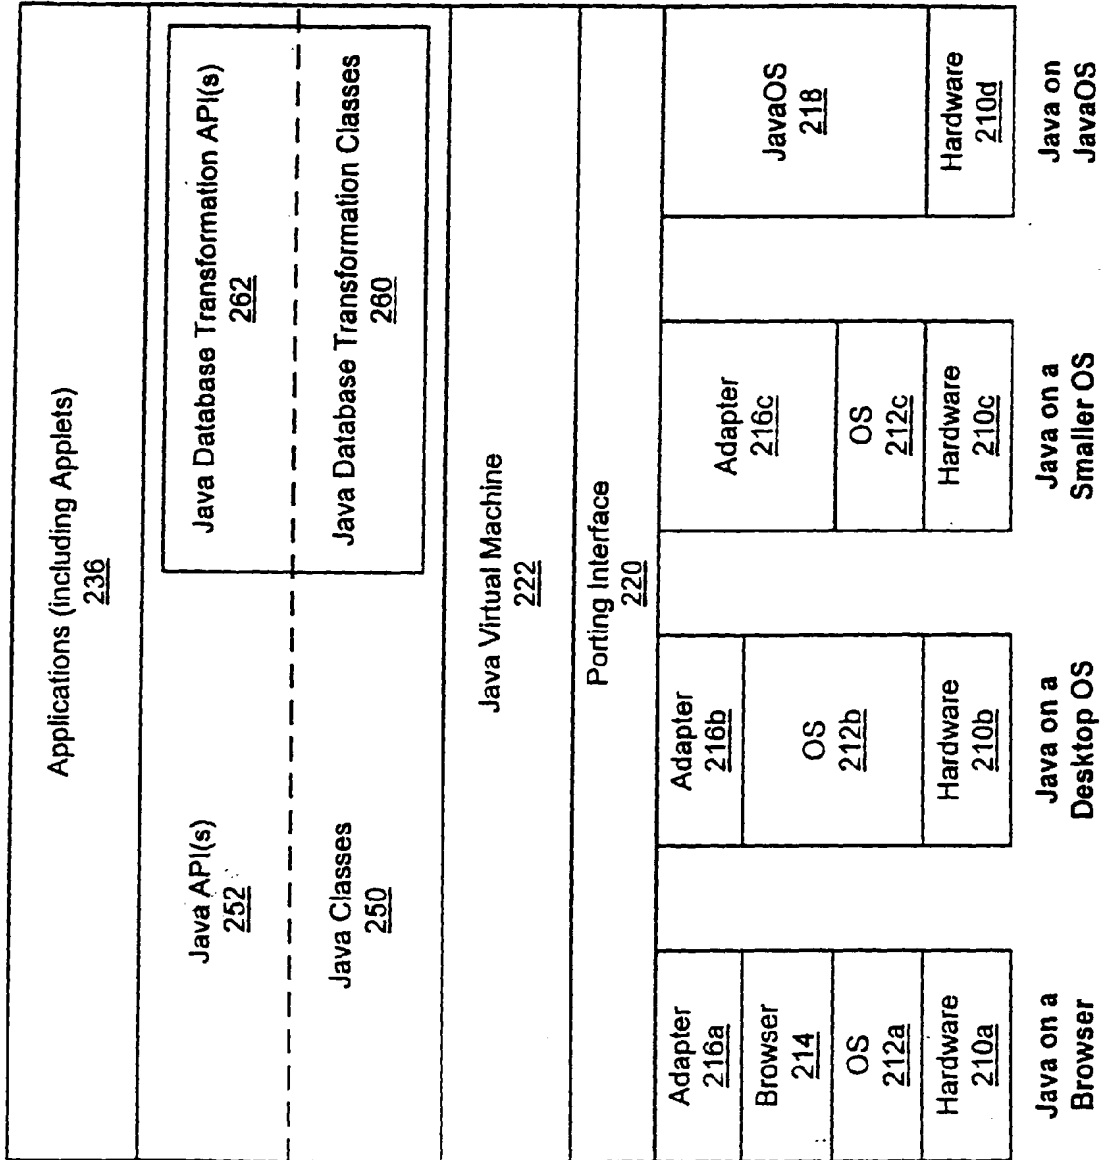 Applications (including Applets)
236
Java API(s)
252
Java Database Transformation API(s)
262
Java Classes
250
Java Database Transformation Classes
260
Java Virtual Machine
222
Porting Interface
220
Adapter
216a
Browser
214
OS
212a
Hardware
210a
Java on a
Browser
Adapter
216b
OS
212b
Hardware
210b
Java on a
Desktop OS
Adapter
216c
OS
212c
Hardware
210c
Java on a
Smaller OS
JavaOS
218
Hardware
210d
Java on
JavaOS